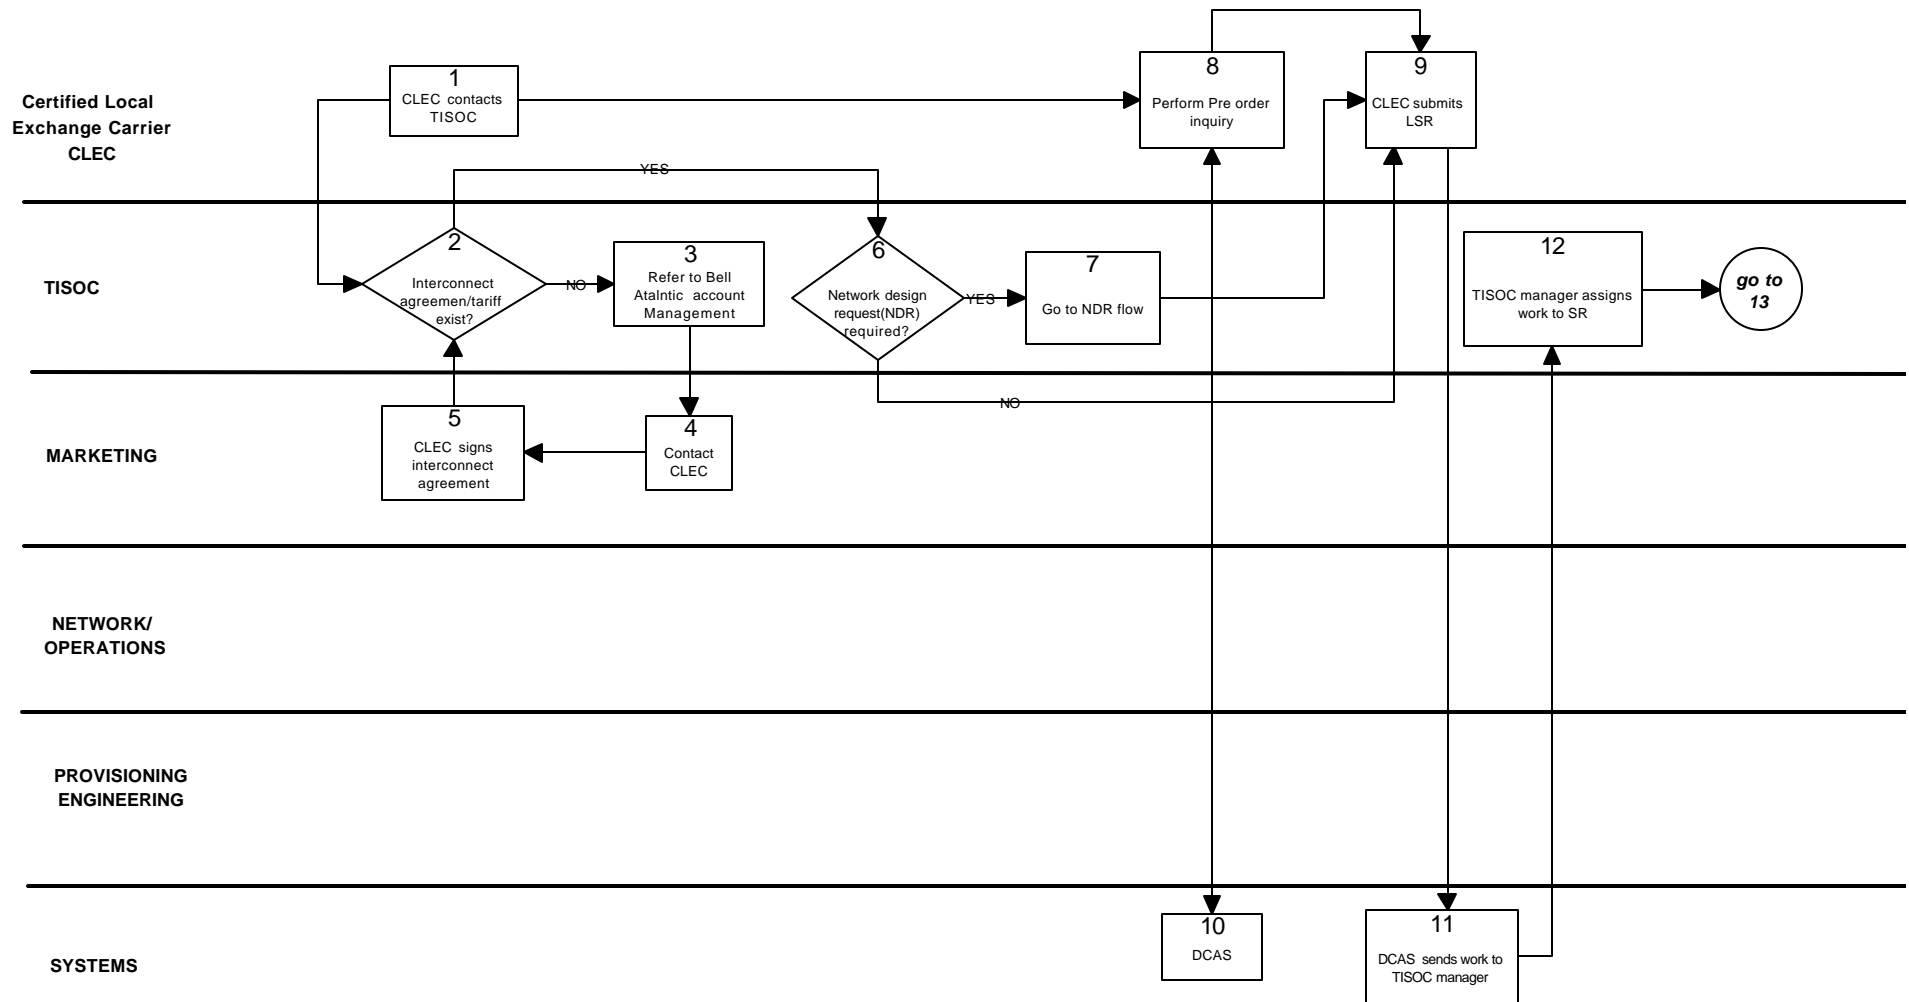 Certified Local
Exchange Carrier
CLEC
1
CLEC contacts
TISOC
8
Perform Pre order
inquiry
9
CLEC submits
LSR
YES
TISOC
2
Interconnect
agreemen/tariff
exist?
NO
3
Refer to Bell
Atalntic account
Management
6
Network design
request(NDR)
required?
YES
7
Go to NDR flow
12
TISOC manager assigns
work to SR
go to
13
NO
MARKETING
5
CLEC signs
interconnect
agreement
4
Contact
CLEC
NETWORK/
OPERATIONS
PROVISIONING
ENGINEERING
SYSTEMS
10
DCAS
11
DCAS sends work to
TISOC manager